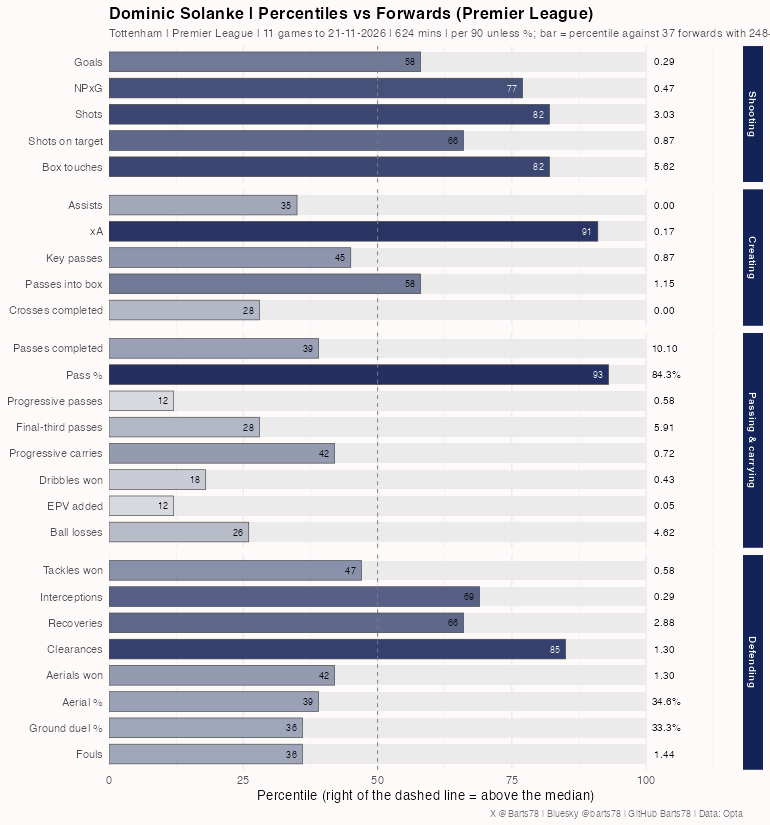 Dominic Solanke | Percentiles vs Forwards (Premier League)
Tottenham | Premier League | 11 games to 21-11-2026 | 624 mins | per 90 unless %; bar = percentile against 37 forwards with 248-
Goals 58 0.29
NPxG 77 0.47
Shots 82 3.03
Shots on target 66 0.87
Box touches 82 5.62
Shooting
Assists 35 0.00
xA 91 0.17
Key passes 45 0.87
Passes into box 58 1.15
Crosses completed 28 0.00
Creating
Passes completed 39 10.10
Pass % 93 84.3%
Progressive passes 12 0.58
Final-third passes 28 5.91
Progressive carries 42 0.72
Dribbles won 18 0.43
EPV added 12 0.05
Ball losses 26 4.62
Passing & carrying
Tackles won 47 0.58
Interceptions 69 0.29
Recoveries 66 2.88
Clearances 85 1.30
Aerials won 42 1.30
Aerial % 39 34.6%
Ground duel % 36 33.3%
Fouls 36 1.44
Defending
0 25 50 75 100
Percentile (right of the dashed line = above the median)
X @Barts78 | Bluesky @barts78 | GitHub Barts78 | Data: Opta